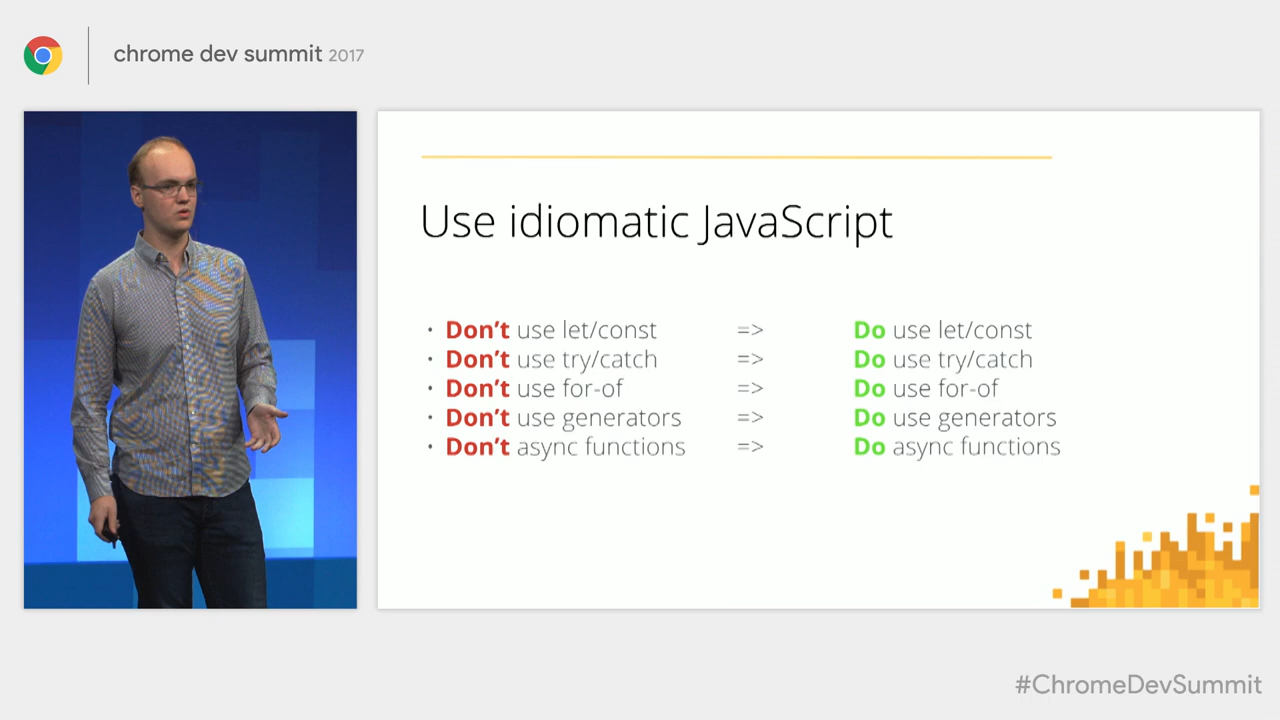 chrome dev summit 2017
Use idiomatic JavaScript
• Don’t use let/const => Do use let/const
• Don’t use try/catch => Do use try/catch
• Don’t use for-of => Do use for-of
• Don’t use generators => Do use generators
• Don’t async functions => Do async functions
#ChromeDevSummit